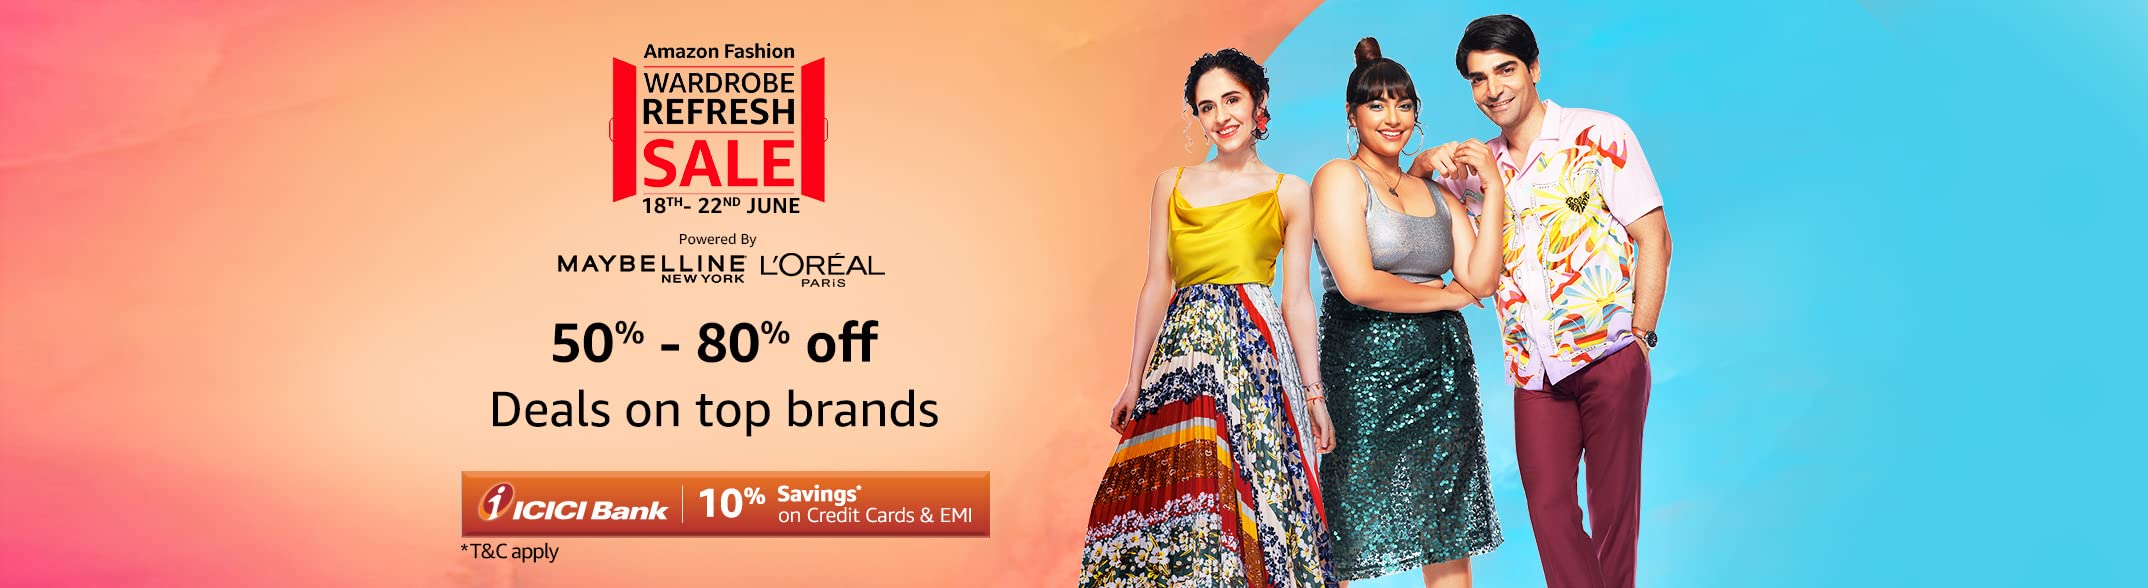 Amazon Fashion
WARDROBE
REFRESH
SALE
18TH- 22ND JUNE
Powered By
MAYBELLINE NEW YORK L'ORÉAL PARIS
50% - 80% off
Deals on top brands
ICICI Bank 10% Savings*
on Credit Cards & EMI
*T&C apply